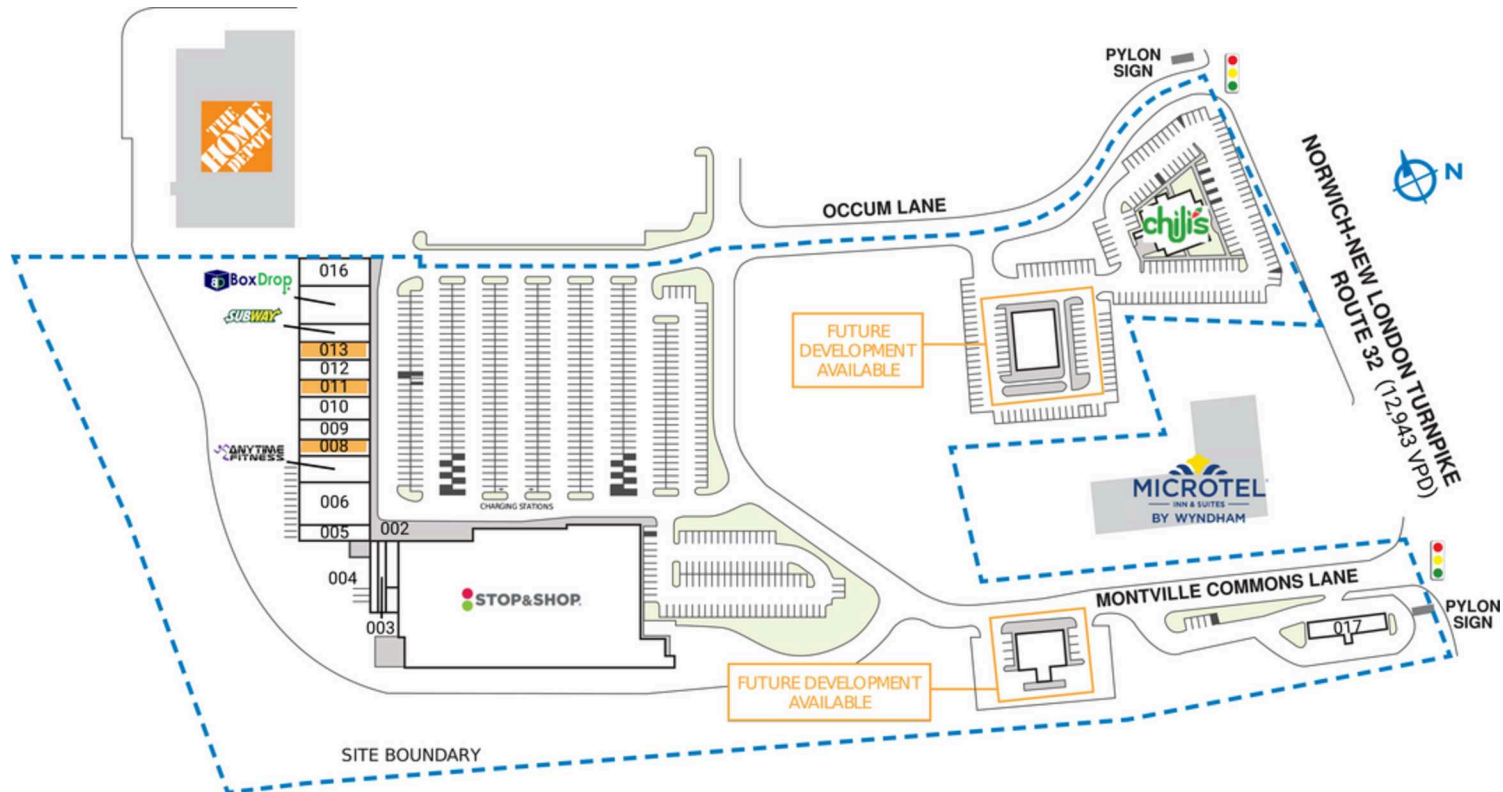 PYLON
SIGN
THE
HOME
DEPOT
NORWICH-NEW LONDON TURNPIKE
ROUTE 32 (12,943 VPD)
N
OCCUM LANE
chili's
BoxDrop
SUBWAY
016
013
012
011
010
009
008
ANYTIME
FITNESS
006
005
002
004
003
CHARGING STATIONS
STOP&SHOP.
FUTURE
DEVELOPMENT
AVAILABLE
MICROTEL
INN & SUITES
BY WYNDHAM
MONTVILLE COMMONS LANE
017
PYLON
SIGN
FUTURE DEVELOPMENT
AVAILABLE
SITE BOUNDARY